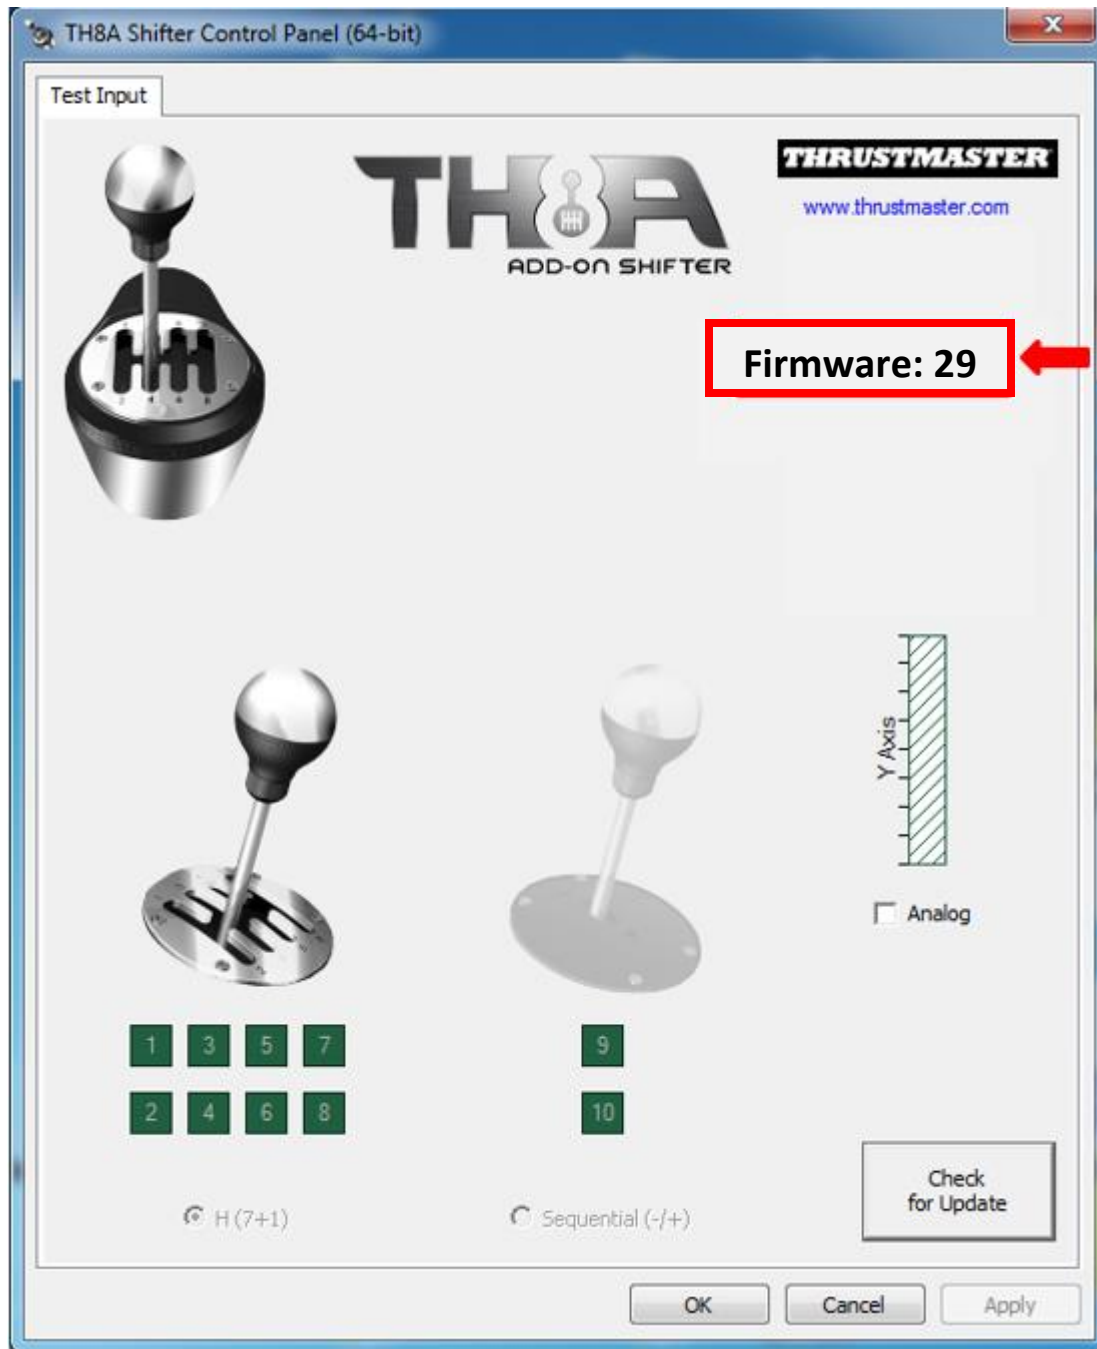 TH8A Shifter Control Panel (64-bit)
Test Input
TH8A
ADD-ON SHIFTER
THRUSTMASTER
www.thrustmaster.com
Firmware: 29
Y Axis
Analog
1 3 5 7
2 4 6 8
9
10
H (7+1)
Sequential (-/+)
Check
for Update
OK
Cancel
Apply